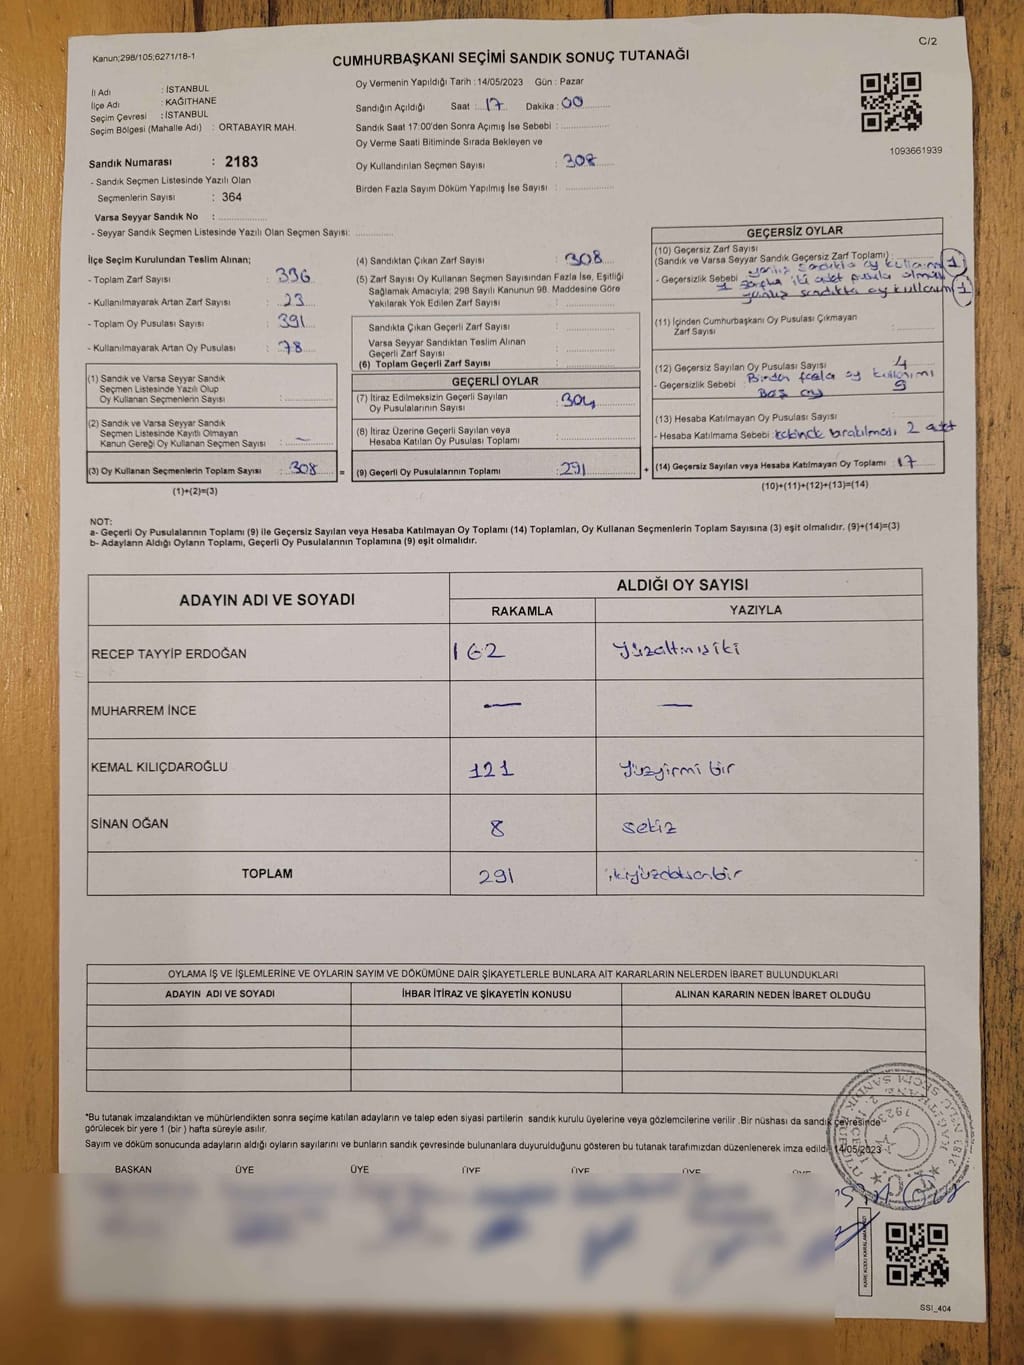 Kanun;298/105;6271/18-1
C/2
CUMHURBAŞKANI SEÇİMİ SANDIK SONUÇ TUTANAĞI
İl Adı : İSTANBUL
İlçe Adı : KAĞITHANE
Seçim Çevresi : İSTANBUL
Seçim Bölgesi (Mahalle Adı) : ORTABAYIR MAH.
Sandık Numarası : 2183
- Sandık Seçmen Listesinde Yazılı Olan
Seçmenlerin Sayısı : 364
Varsa Seyyar Sandık No :
- Seyyar Sandık Seçmen Listesinde Yazılı Olan Seçmen Sayısı:
Oy Vermenin Yapıldığı Tarih : 14/05/2023 Gün : Pazar
Sandığın Açıldığı Saat : 17 Dakika : 00
Sandık Saat 17:00'den Sonra Açımış İse Sebebi :
Oy Verme Saati Bitiminde Sırada Bekleyen ve
Oy Kullandırılan Seçmen Sayısı : 308
Birden Fazla Sayım Döküm Yapılmış İse Sayısı :
1093661939
İlçe Seçim Kurulundan Teslim Alınan;
- Toplam Zarf Sayısı : 336
- Kullanılmayarak Artan Zarf Sayısı : 23
- Toplam Oy Pusulası Sayısı : 391
- Kullanılmayarak Artan Oy Pusulası : 78
(1) Sandık ve Varsa Seyyar Sandık
Seçmen Listesinde Yazılı Olup
Oy Kullanan Seçmenlerin Sayısı :
(2) Sandık ve Varsa Seyyar Sandık
Seçmen Listesinde Kayıtlı Olmayan
Kanun Gereği Oy Kullanan Seçmen Sayısı : –
(3) Oy Kullanan Seçmenlerin Toplam Sayısı : 308 =
(1)+(2)=(3)
(4) Sandıktan Çıkan Zarf Sayısı : 308
(5) Zarf Sayısı Oy Kullanan Seçmen Sayısından Fazla İse, Eşitliği
Sağlamak Amacıyla; 298 Sayılı Kanunun 98. Maddesine Göre
Yakılarak Yok Edilen Zarf Sayısı :
Sandıkta Çıkan Geçerli Zarf Sayısı :
Varsa Seyyar Sandıktan Teslim Alınan
Geçerli Zarf Sayısı :
(6) Toplam Geçerli Zarf Sayısı :
GEÇERLİ OYLAR
(7) İtiraz Edilmeksizin Geçerli Sayılan
Oy Pusulalarının Sayısı : 304
(8) İtiraz Üzerine Geçerli Sayılan veya
Hesaba Katılan Oy Pusulası Toplamı :
(9) Geçerli Oy Pusulalarının Toplamı : 291 +
GEÇERSİZ OYLAR
(10) Geçersiz Zarf Sayısı
(Sandık ve Varsa Seyyar Sandık Geçersiz Zarf Toplamı) :
- Geçersizlik Sebebi : yanlış sandıkta oy kullanım 1
1 zarfta iki adet pusula olması
yanlış sandıkta oy kullanım 1
(11) İçinden Cumhurbaşkanı Oy Pusulası Çıkmayan
Zarf Sayısı :
(12) Geçersiz Sayılan Oy Pusulası Sayısı : 4
- Geçersizlik Sebebi : Birden fazla oy kullanımı
Boş oy 9
(13) Hesaba Katılmayan Oy Pusulası Sayısı :
- Hesaba Katılmama Sebebi : kabinde bırakılması 2 adet
(14) Geçersiz Sayılan veya Hesaba Katılmayan Oy Toplamı : 17
(10)+(11)+(12)+(13)=(14)
NOT:
a- Geçerli Oy Pusulalarının Toplamı (9) ile Geçersiz Sayılan veya Hesaba Katılmayan Oy Toplamı (14) Toplamları, Oy Kullanan Seçmenlerin Toplam Sayısına (3) eşit olmalıdır. (9)+(14)=(3)
b- Adayların Aldığı Oyların Toplamı, Geçerli Oy Pusulalarının Toplamına (9) eşit olmalıdır.
ADAYIN ADI VE SOYADI
ALDIĞI OY SAYISI
RAKAMLA YAZIYLA
RECEP TAYYİP ERDOĞAN 162 Yüzaltmışiki
MUHARREM İNCE — —
KEMAL KILIÇDAROĞLU 121 Yüzyirmi bir
SİNAN OĞAN 8 sekiz
TOPLAM 291 ikiyüzdoksanbir
OYLAMA İŞ VE İŞLEMLERİNE VE OYLARIN SAYIM VE DÖKÜMÜNE DAİR ŞİKAYETLERLE BUNLARA AİT KARARLARIN NELERDEN İBARET BULUNDUKLARI
ADAYIN ADI VE SOYADI İHBAR İTİRAZ VE ŞİKAYETİN KONUSU ALINAN KARARIN NEDEN İBARET OLDUĞU
*Bu tutanak imzalandıktan ve mühürlendikten sonra seçime katılan adayların ve talep eden siyasi partilerin sandık kurulu üyelerine veya gözlemcilerine verilir .Bir nüshası da sandık çevresinde
görülecek bir yere 1 (bir ) hafta süreyle asılır.
Sayım ve döküm sonucunda adayların aldığı oyların sayılarını ve bunların sandık çevresinde bulunanlara duyurulduğunu gösteren bu tutanak tarafımızdan düzenlenerek imza edildi. 14/05/2023
BAŞKAN ÜYE ÜYE ÜYE ÜYE ÜYE
KARE KODU KARALAMAYINIZ!
SSI_404